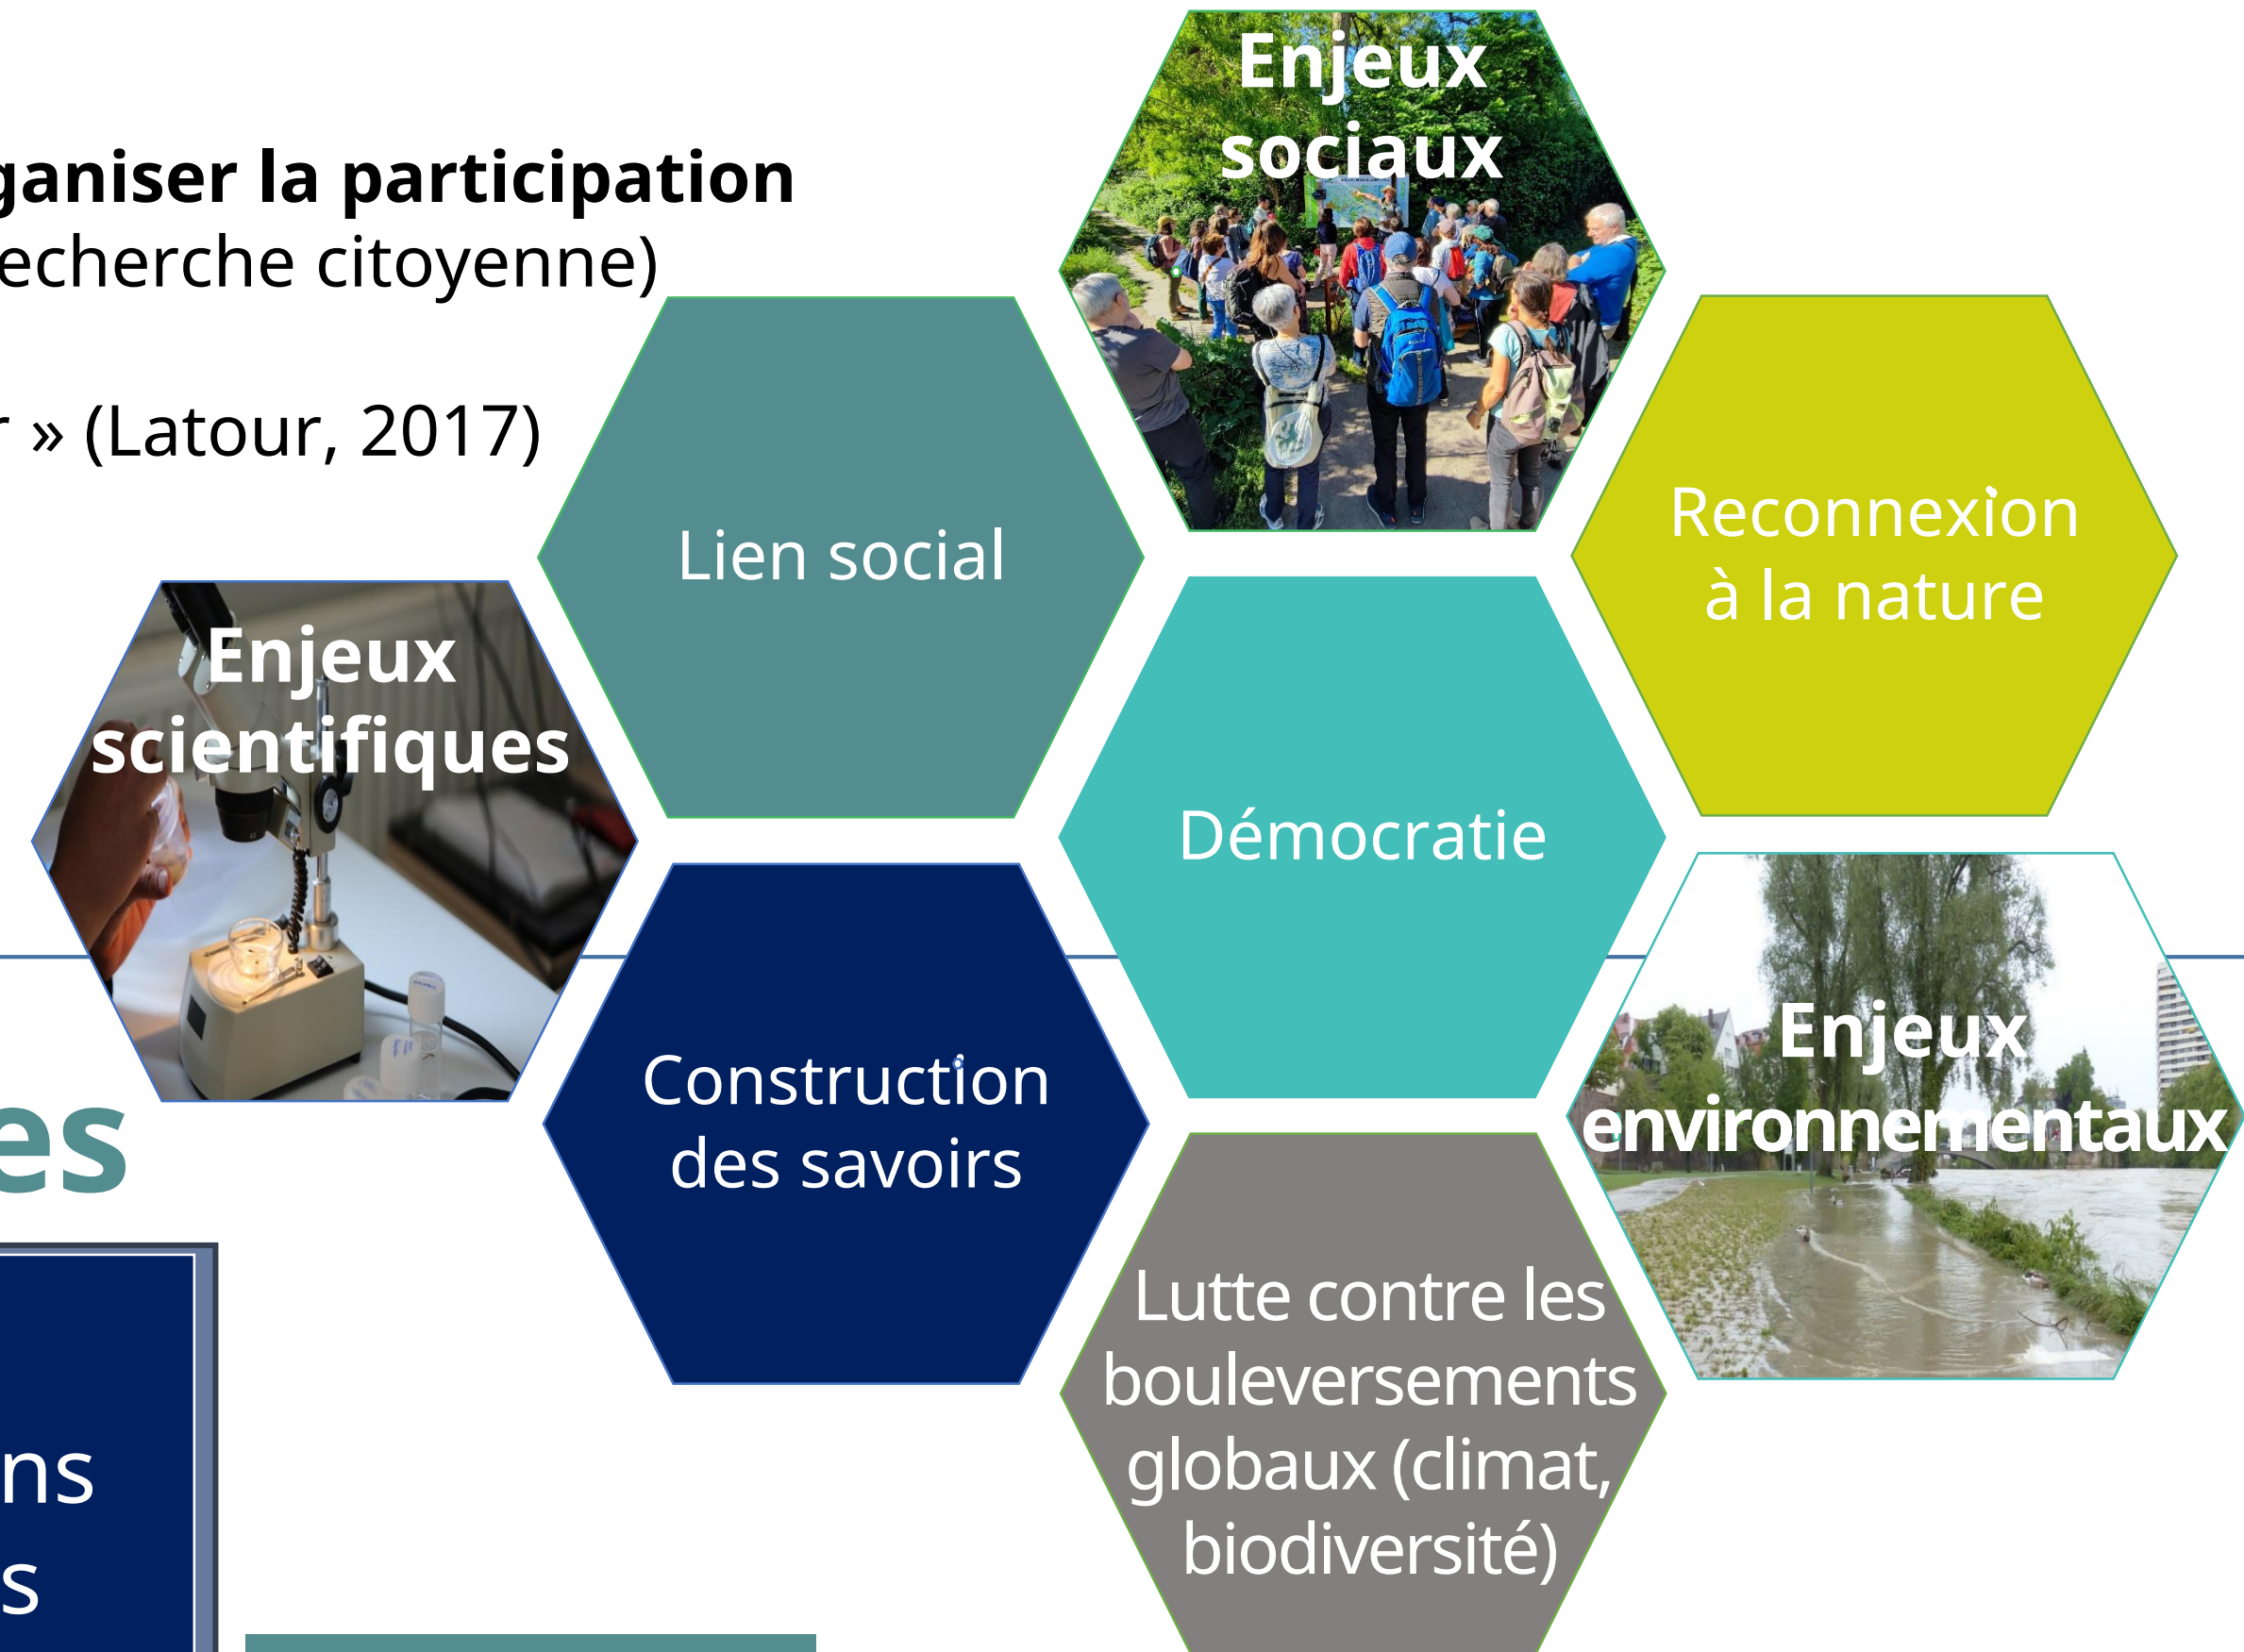 ganiser la participation
echerche citoyenne)
r » (Latour, 2017)
Enjeux
sociaux
Lien social
Reconnexion
à la nature
Enjeux
scientifiques
Démocratie
Construction
des savoirs
Enjeux
environnementaux
Lutte contre les
bouleversements
globaux (climat,
biodiversité)
es
ns
s